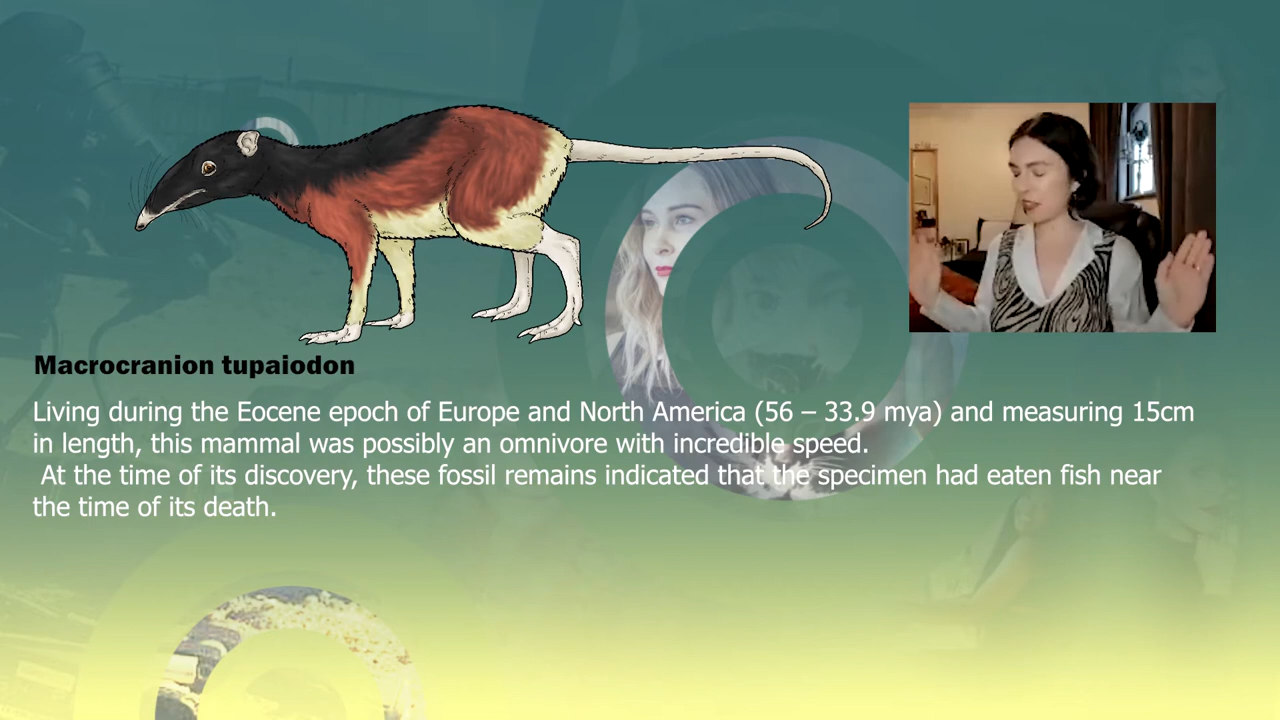 Macrocranion tupaiodon
Living during the Eocene epoch of Europe and North America (56 – 33.9 mya) and measuring 15cm
in length, this mammal was possibly an omnivore with incredible speed.
At the time of its discovery, these fossil remains indicated that the specimen had eaten fish near
the time of its death.